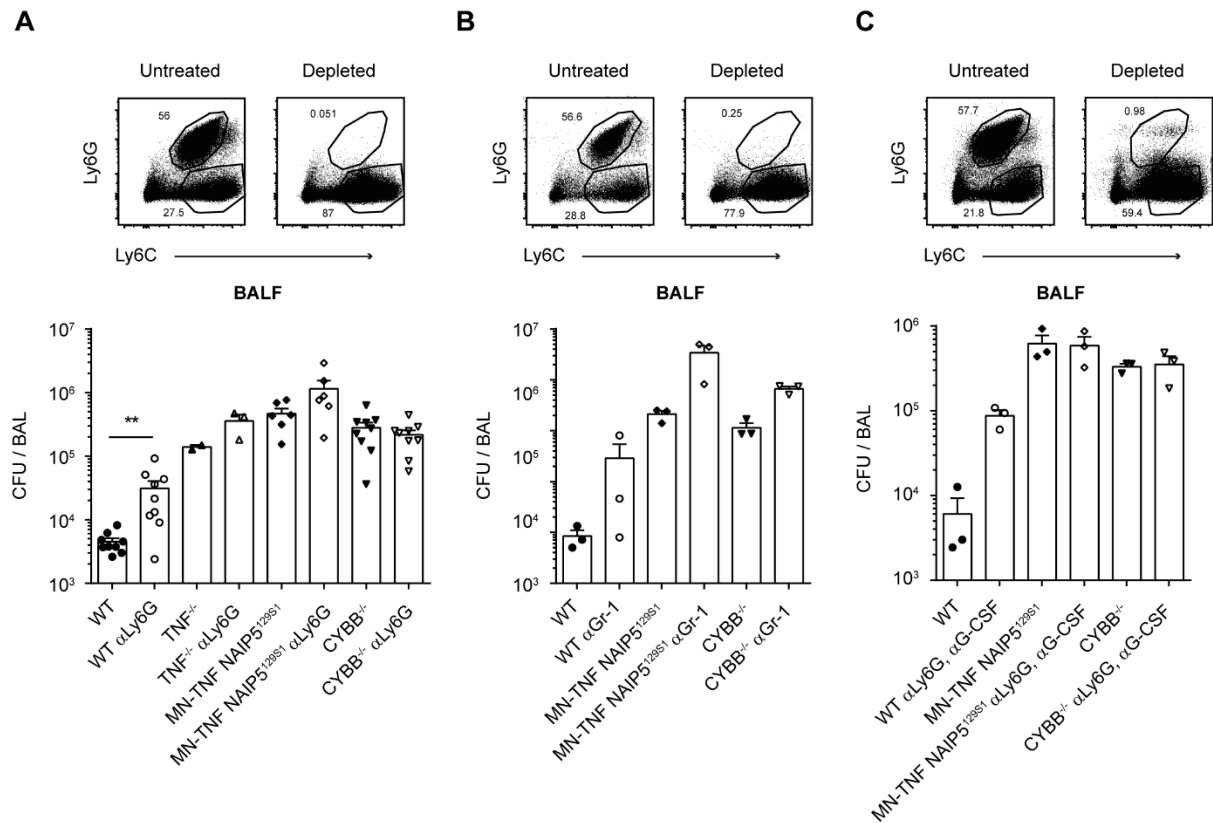 A
Untreated
Depleted
56
27.5
0.051
87
Ly6G
Ly6C
BALF
CFU / BAL
10⁷
10⁶
10⁵
10⁴
10³
**
WT
WT αLy6G
TNF⁻/⁻
TNF⁻/⁻ αLy6G
MN-TNF NAIP5¹²⁹ˢ¹
MN-TNF NAIP5¹²⁹ˢ¹ αLy6G
CYBB⁻/⁻
CYBB⁻/⁻ αLy6G
B
Untreated
Depleted
56.6
28.8
0.25
77.9
Ly6G
Ly6C
BALF
CFU / BAL
10⁷
10⁶
10⁵
10⁴
10³
WT
WT αGr-1
MN-TNF NAIP5¹²⁹ˢ¹
MN-TNF NAIP5¹²⁹ˢ¹ αGr-1
CYBB⁻/⁻
CYBB⁻/⁻ αGr-1
C
Untreated
Depleted
57.7
21.8
0.98
59.4
Ly6G
Ly6C
BALF
CFU / BAL
10⁶
10⁵
10⁴
10³
WT
WT αLy6G, αG-CSF
MN-TNF NAIP5¹²⁹ˢ¹
MN-TNF NAIP5¹²⁹ˢ¹ αLy6G, αG-CSF
CYBB⁻/⁻
CYBB⁻/⁻ αLy6G, αG-CSF